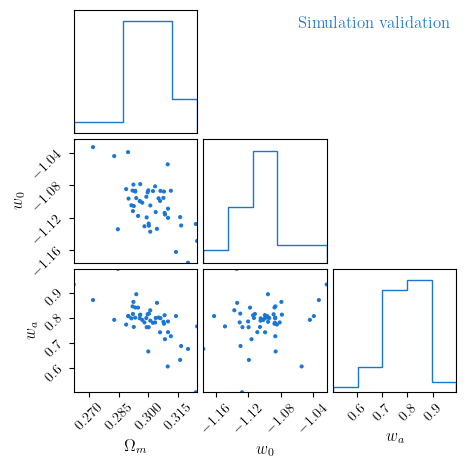 Simulation validation
−1.04
−1.08
−1.12
−1.16
w₀
0.9
0.8
0.7
0.6
wₐ
0.270 0.285 0.300 0.315
Ωₘ
−1.16 −1.12 −1.08 −1.04
w₀
0.6 0.7 0.8 0.9
wₐ